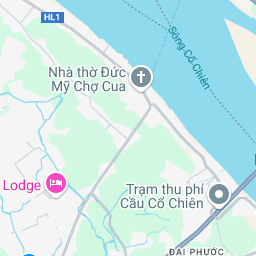 HL1
Sông Cổ Chiên
Nhà thờ Đức
Mỹ Chợ Cua
Lodge
Trạm thu phí
Cầu Cổ Chiên
ĐẠI PHƯỚC